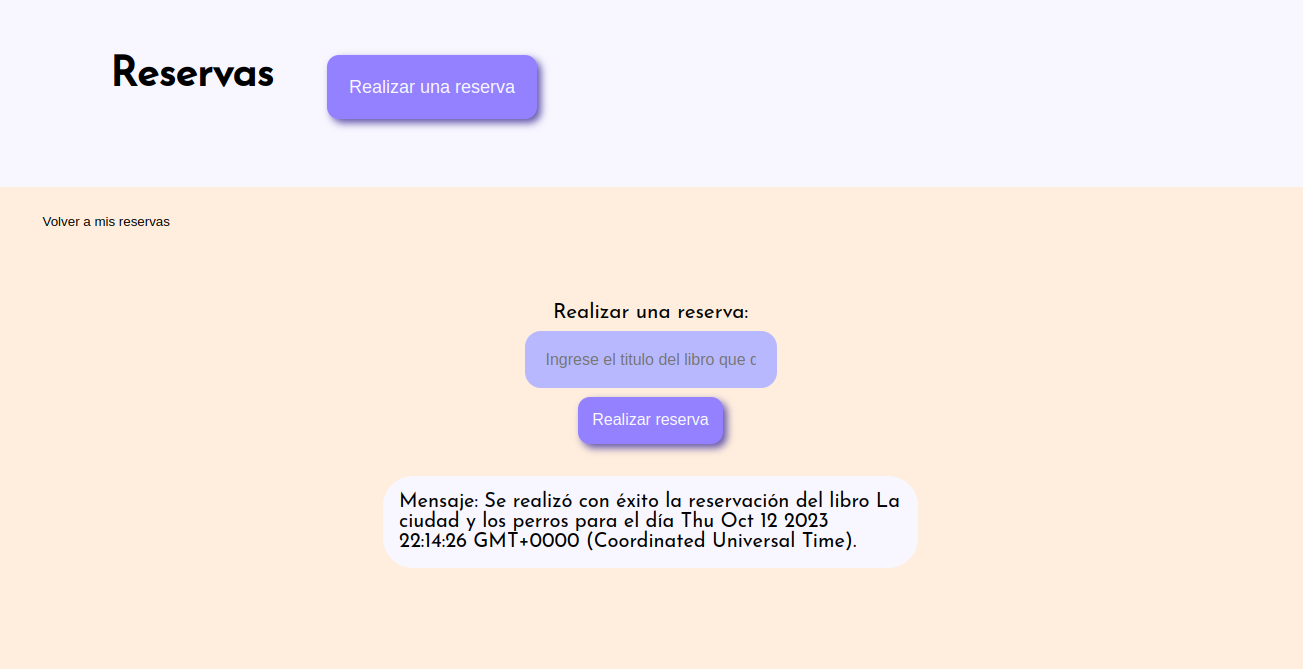 Reservas
Realizar una reserva
Volver a mis reservas
Realizar una reserva:
Ingrese el titulo del libro que
Realizar reserva
Mensaje: Se realizó con éxito la reservación del libro La
ciudad y los perros para el día Thu Oct 12 2023
22:14:26 GMT+0000 (Coordinated Universal Time).